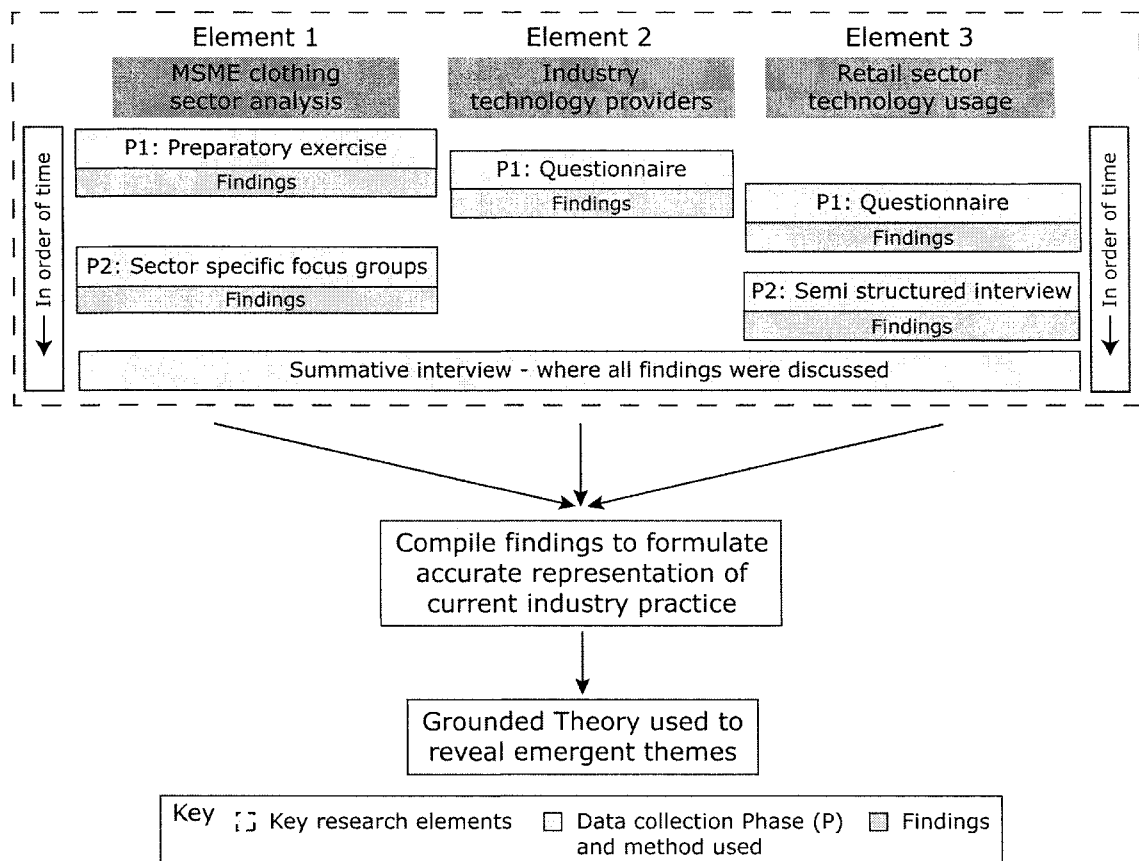 Element 1
Element 2
Element 3
MSME clothing
sector analysis
Industry
technology providers
Retail sector
technology usage
In order of time
P1: Preparatory exercise
Findings
P1: Questionnaire
Findings
P1: Questionnaire
Findings
P2: Sector specific focus groups
Findings
P2: Semi structured interview
Findings
In order of time
Summative interview - where all findings were discussed
Compile findings to formulate
accurate representation of
current industry practice
Grounded Theory used to
reveal emergent themes
Key
Key research elements
Data collection Phase (P)
and method used
Findings